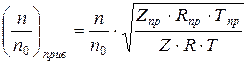 (n/n₀)прив = n/n₀ · √((Zпр · Rпр · Tпр)/(Z · R · T))